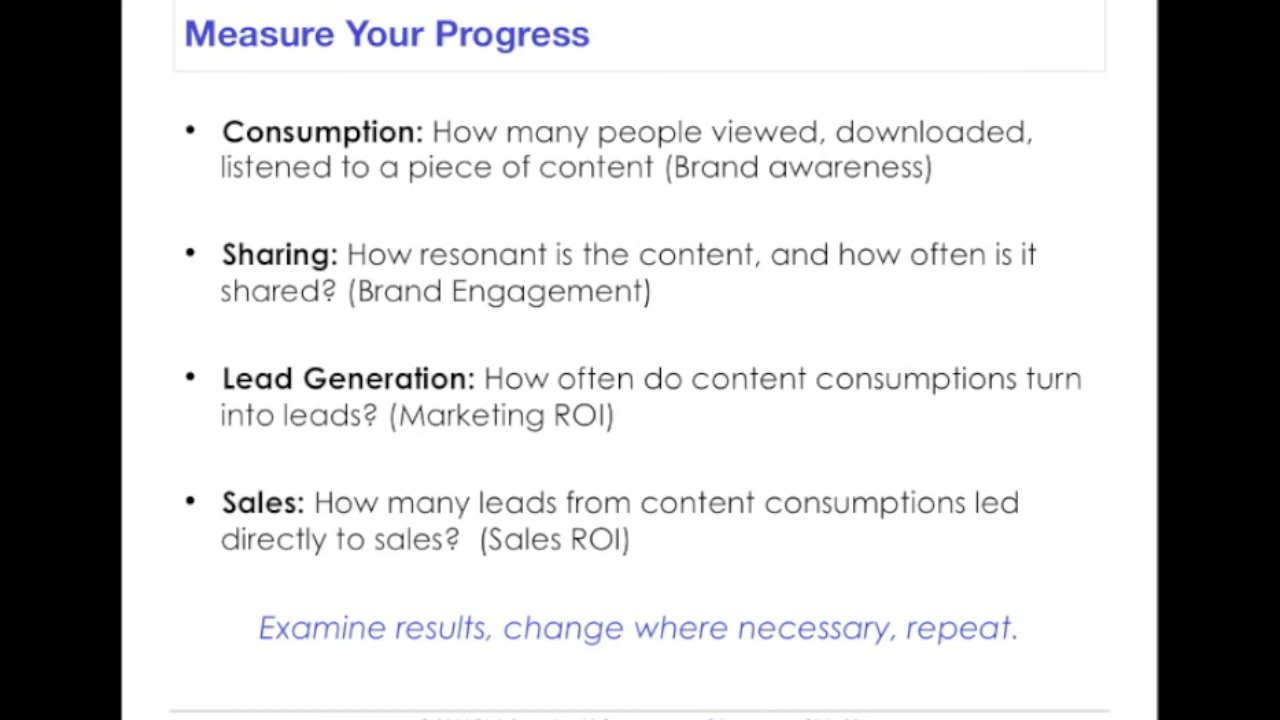 Measure Your Progress
• Consumption: How many people viewed, downloaded,
listened to a piece of content (Brand awareness)
• Sharing: How resonant is the content, and how often is it
shared? (Brand Engagement)
• Lead Generation: How often do content consumptions turn
into leads? (Marketing ROI)
• Sales: How many leads from content consumptions led
directly to sales?  (Sales ROI)
Examine results, change where necessary, repeat.